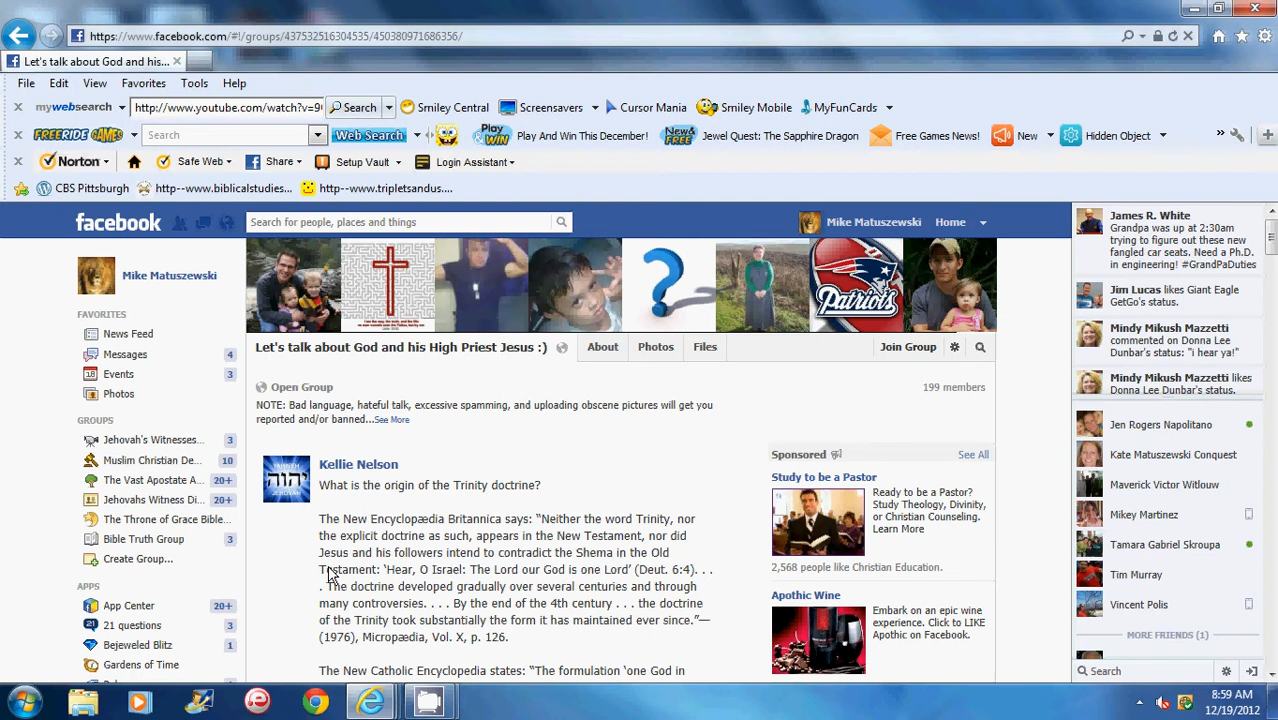 https://www.facebook.com/#!/groups/437532516304535/450380971686356/
Let's talk about God and his...
File Edit View Favorites Tools Help
mywebsearch http://www.youtube.com/watch?v=9 Search Smiley Central Screensavers Cursor Mania Smiley Mobile MyFunCards
FREERIDE GAMES Search Web Search Play WIN Play And Win This December! New& FREE Jewel Quest: The Sapphire Dragon Free Games News! New Hidden Object
Norton Safe Web Share Setup Vault Login Assistant
CBS Pittsburgh http--www.biblicalstudies... http--www.tripletsandus....
facebook Search for people, places and things Mike Matuszewski Home
Mike Matuszewski
FAVORITES
News Feed
Messages 4
Events 3
Photos
GROUPS
Jehovah's Witnesses... 3
Muslim Christian De... 10
The Vast Apostate A... 20+
Jehovahs Witness Di... 20+
The Throne of Grace Bible...
Bible Truth Group 3
Create Group...
APPS
App Center 20+
21 questions 3
Bejeweled Blitz 1
Gardens of Time
PATRIOTS
Let's talk about God and his High Priest Jesus :) About Photos Files Join Group
Open Group 199 members
NOTE: Bad language, hateful talk, excessive spamming, and uploading obscene pictures will get you
reported and/or banned...See More
יהוה
JEHOVAH
Kellie Nelson
What is the origin of the Trinity doctrine?
The New Encyclopædia Britannica says: “Neither the word Trinity, nor
the explicit doctrine as such, appears in the New Testament, nor did
Jesus and his followers intend to contradict the Shema in the Old
Testament: ‘Hear, O Israel: The Lord our God is one Lord’ (Deut. 6:4). . .
. The doctrine developed gradually over several centuries and through
many controversies. . . . By the end of the 4th century . . . the doctrine
of the Trinity took substantially the form it has maintained ever since.”—
(1976), Micropædia, Vol. X, p. 126.
The New Catholic Encyclopedia states: “The formulation ‘one God in
Sponsored See All
Study to be a Pastor
Ready to be a Pastor?
Study Theology, Divinity,
or Christian Counseling.
Learn More
2,568 people like Christian Education.
Apothic Wine
Embark on an epic wine
experience. Click to LIKE
Apothic on Facebook.
James R. White
Grandpa was up at 2:30am
trying to figure out these new
fangled car seats. Need a Ph.D.
in engineering! #GrandPaDuties
Jim Lucas likes Giant Eagle
GetGo's status.
Mindy Mikush Mazzetti
commented on Donna Lee
Dunbar's status: "i hear ya!"
Mindy Mikush Mazzetti likes
Donna Lee Dunbar's status.
Jen Rogers Napolitano
Kate Matuszewski Conquest
Maverick Victor Witlouw
Mikey Martinez
Tamara Gabriel Skroupa
Tim Murray
Vincent Polis
MORE FRIENDS (1)
Search
8:59 AM
12/19/2012